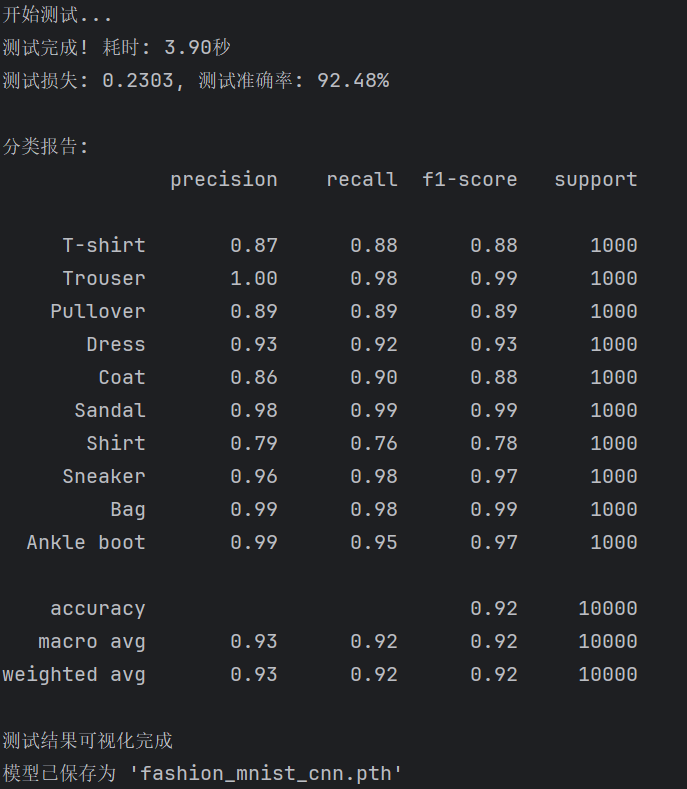 开始测试...
测试完成! 耗时: 3.90秒
测试损失: 0.2303, 测试准确率: 92.48%
分类报告:
precision recall f1-score support
T-shirt 0.87 0.88 0.88 1000
Trouser 1.00 0.98 0.99 1000
Pullover 0.89 0.89 0.89 1000
Dress 0.93 0.92 0.93 1000
Coat 0.86 0.90 0.88 1000
Sandal 0.98 0.99 0.99 1000
Shirt 0.79 0.76 0.78 1000
Sneaker 0.96 0.98 0.97 1000
Bag 0.99 0.98 0.99 1000
Ankle boot 0.99 0.95 0.97 1000
accuracy 0.92 10000
macro avg 0.93 0.92 0.92 10000
weighted avg 0.93 0.92 0.92 10000
测试结果可视化完成
模型已保存为 'fashion_mnist_cnn.pth'